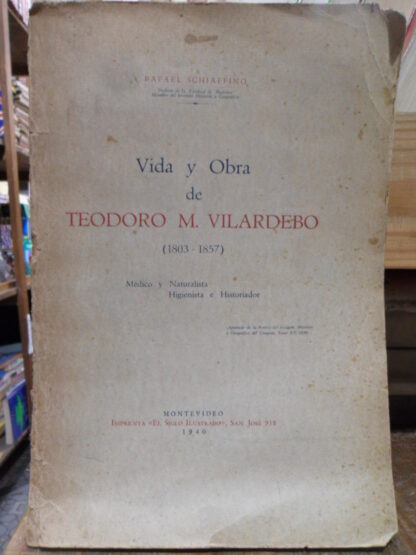 RAFAEL SCHIAFFINO
Vida y Obra
de
TEODORO M. VILARDEBO
(1803 - 1857)
Médico y Naturalista
Higienista e Historiador
MONTEVIDEO
IMPRENTA «EL SIGLO ILUSTRADO», SAN JOSÉ 938
1940